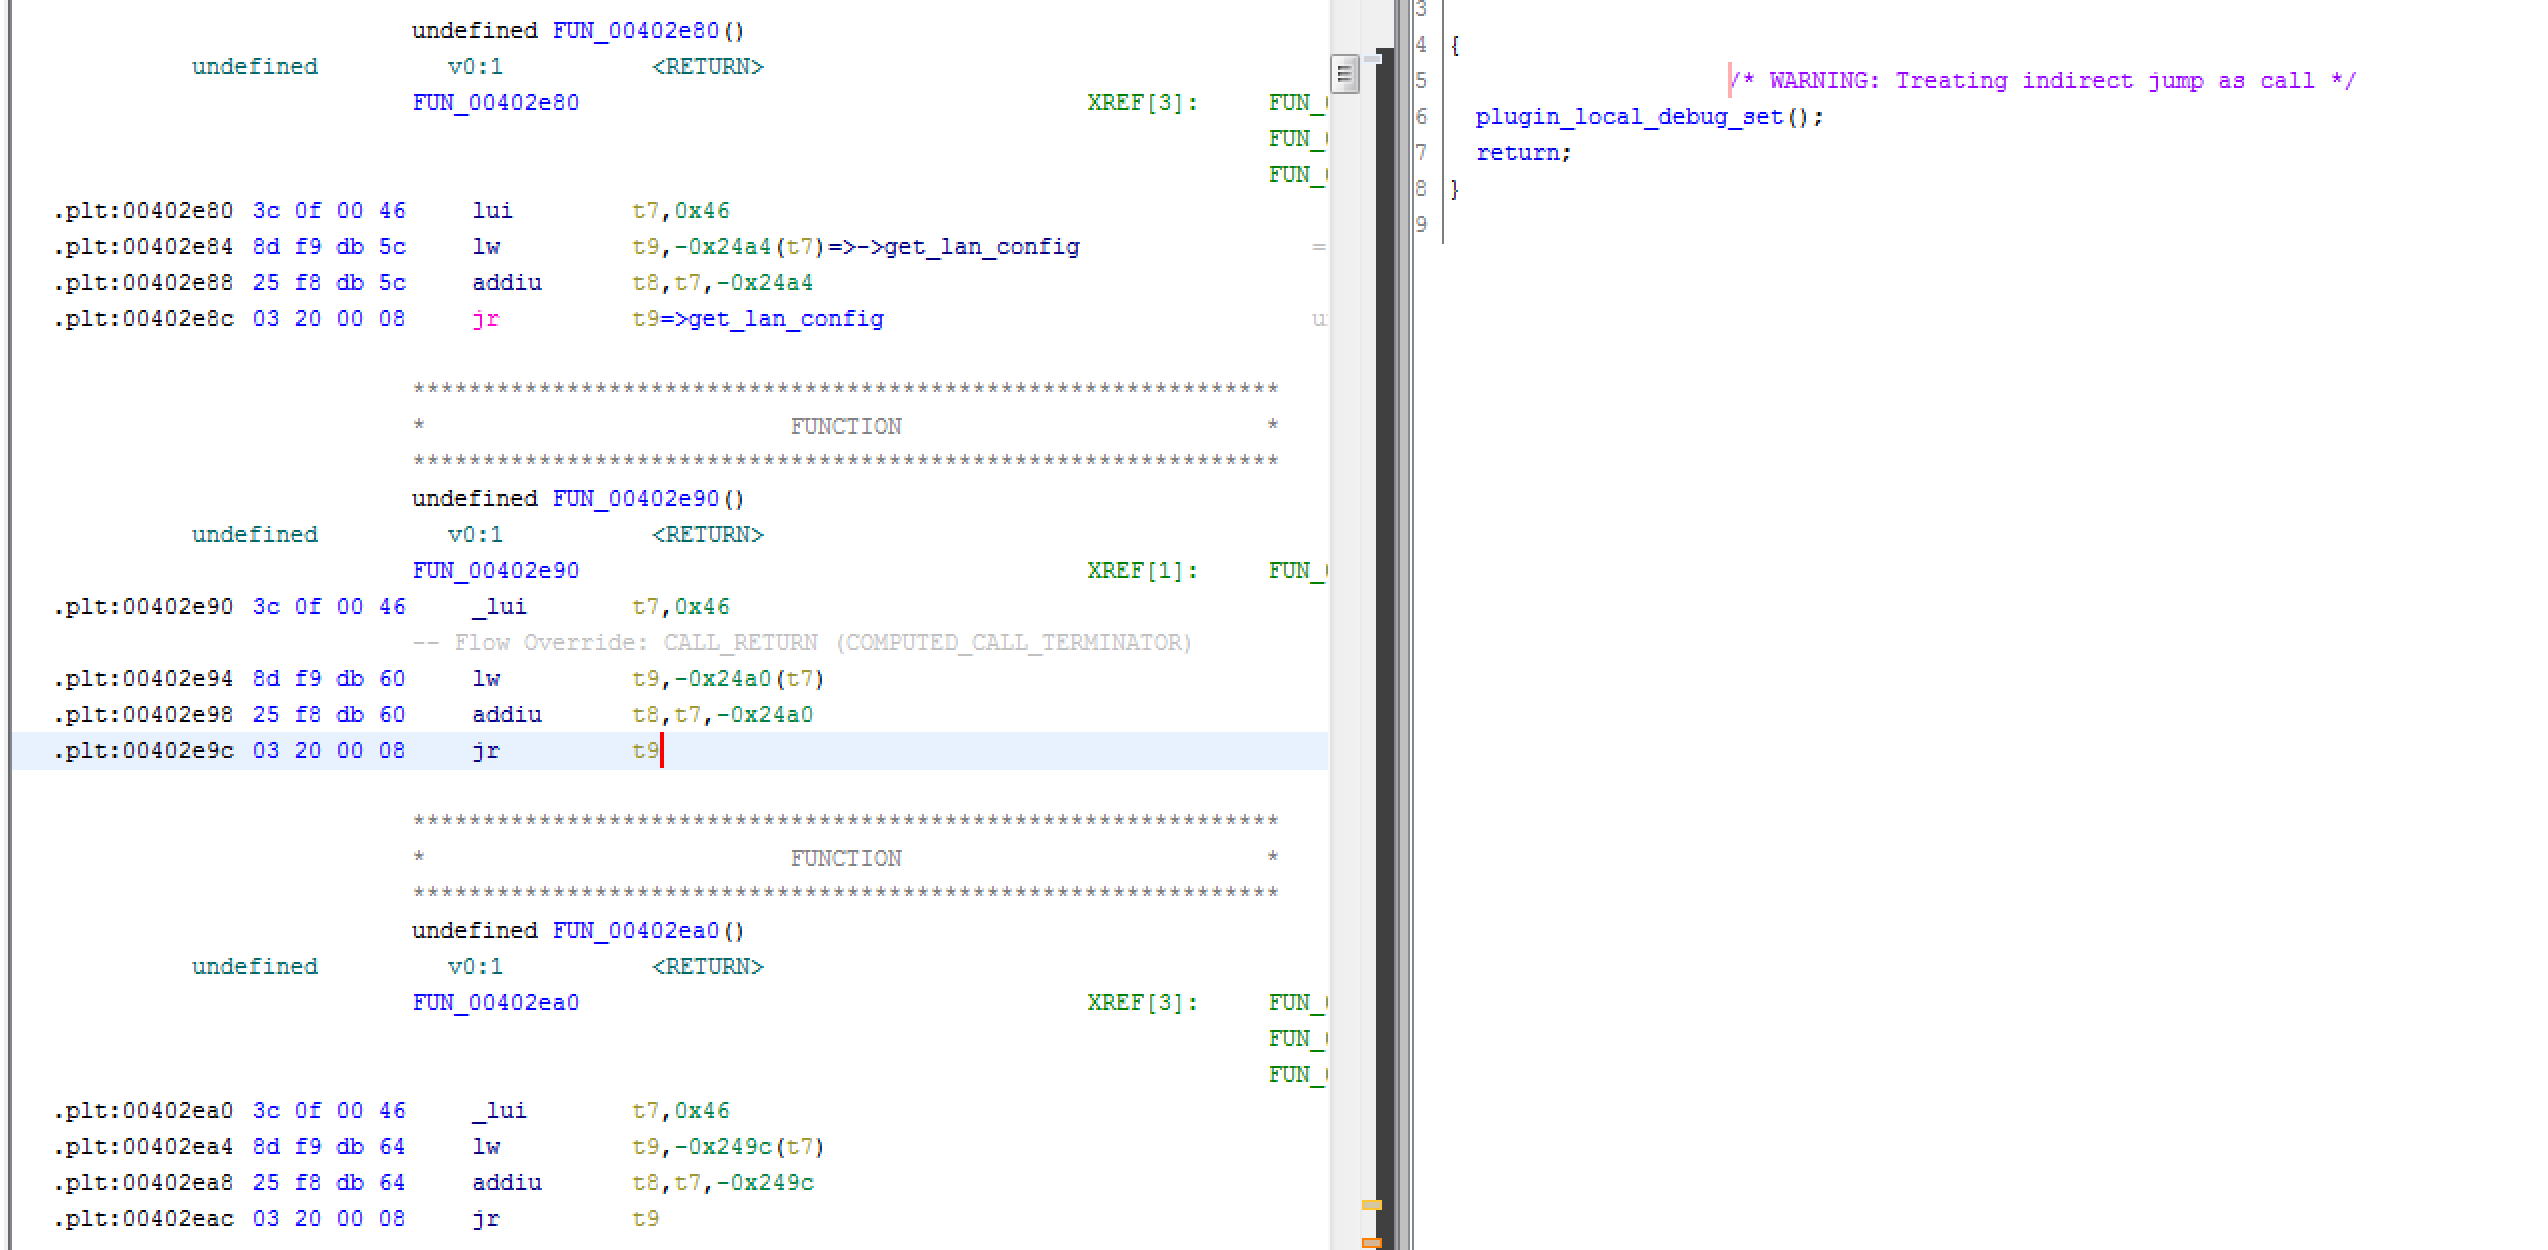 undefined FUN_00402e80()
undefined v0:1 <RETURN>
FUN_00402e80 XREF[3]: FUN_
FUN_
FUN_
.plt:00402e80 3c 0f 00 46 lui t7,0x46
.plt:00402e84 8d f9 db 5c lw t9,-0x24a4(t7)=>->get_lan_config =
.plt:00402e88 25 f8 db 5c addiu t8,t7,-0x24a4
.plt:00402e8c 03 20 00 08 jr t9=>get_lan_config u
**************************************************************
* FUNCTION *
**************************************************************
undefined FUN_00402e90()
undefined v0:1 <RETURN>
FUN_00402e90 XREF[1]: FUN_
.plt:00402e90 3c 0f 00 46 _lui t7,0x46
-- Flow Override: CALL_RETURN (COMPUTED_CALL_TERMINATOR)
.plt:00402e94 8d f9 db 60 lw t9,-0x24a0(t7)
.plt:00402e98 25 f8 db 60 addiu t8,t7,-0x24a0
.plt:00402e9c 03 20 00 08 jr t9
**************************************************************
* FUNCTION *
**************************************************************
undefined FUN_00402ea0()
undefined v0:1 <RETURN>
FUN_00402ea0 XREF[3]: FUN_
FUN_
FUN_
.plt:00402ea0 3c 0f 00 46 _lui t7,0x46
.plt:00402ea4 8d f9 db 64 lw t9,-0x249c(t7)
.plt:00402ea8 25 f8 db 64 addiu t8,t7,-0x249c
.plt:00402eac 03 20 00 08 jr t9
3
4 {
5 /* WARNING: Treating indirect jump as call */
6 plugin_local_debug_set();
7 return;
8 }
9